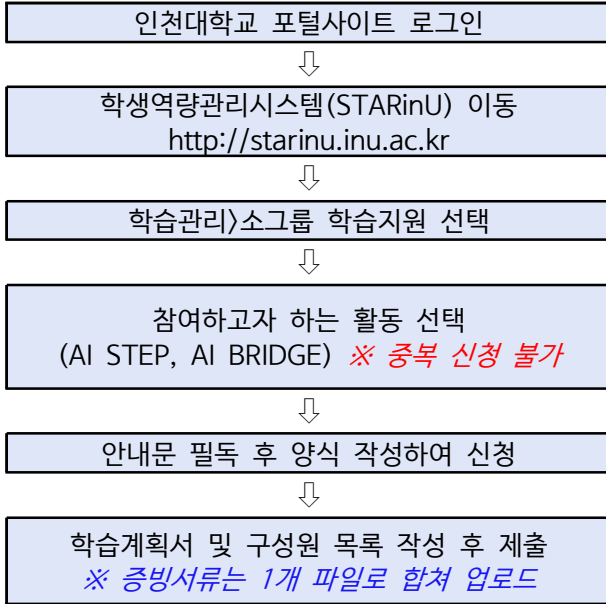 인천대학교 포털사이트 로그인
⇩
학생역량관리시스템(STARinU) 이동
http://starinu.inu.ac.kr
⇩
학습관리>소그룹 학습지원 선택
⇩
참여하고자 하는 활동 선택
(AI STEP, AI BRIDGE) ※ 중복 신청 불가
⇩
안내문 필독 후 양식 작성하여 신청
⇩
학습계획서 및 구성원 목록 작성 후 제출
※ 증빙서류는 1개 파일로 합쳐 업로드